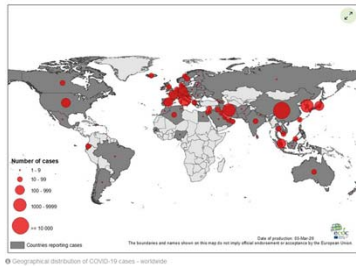 Number of cases
1 - 9
10 - 99
100 - 999
1000 - 9999
>= 10 000
Countries reporting cases
Date of production: 03-Mar-20
The boundaries and names shown on this map do not imply official endorsement or acceptance by the European Union.
Geographical distribution of COVID-19 cases - worldwide